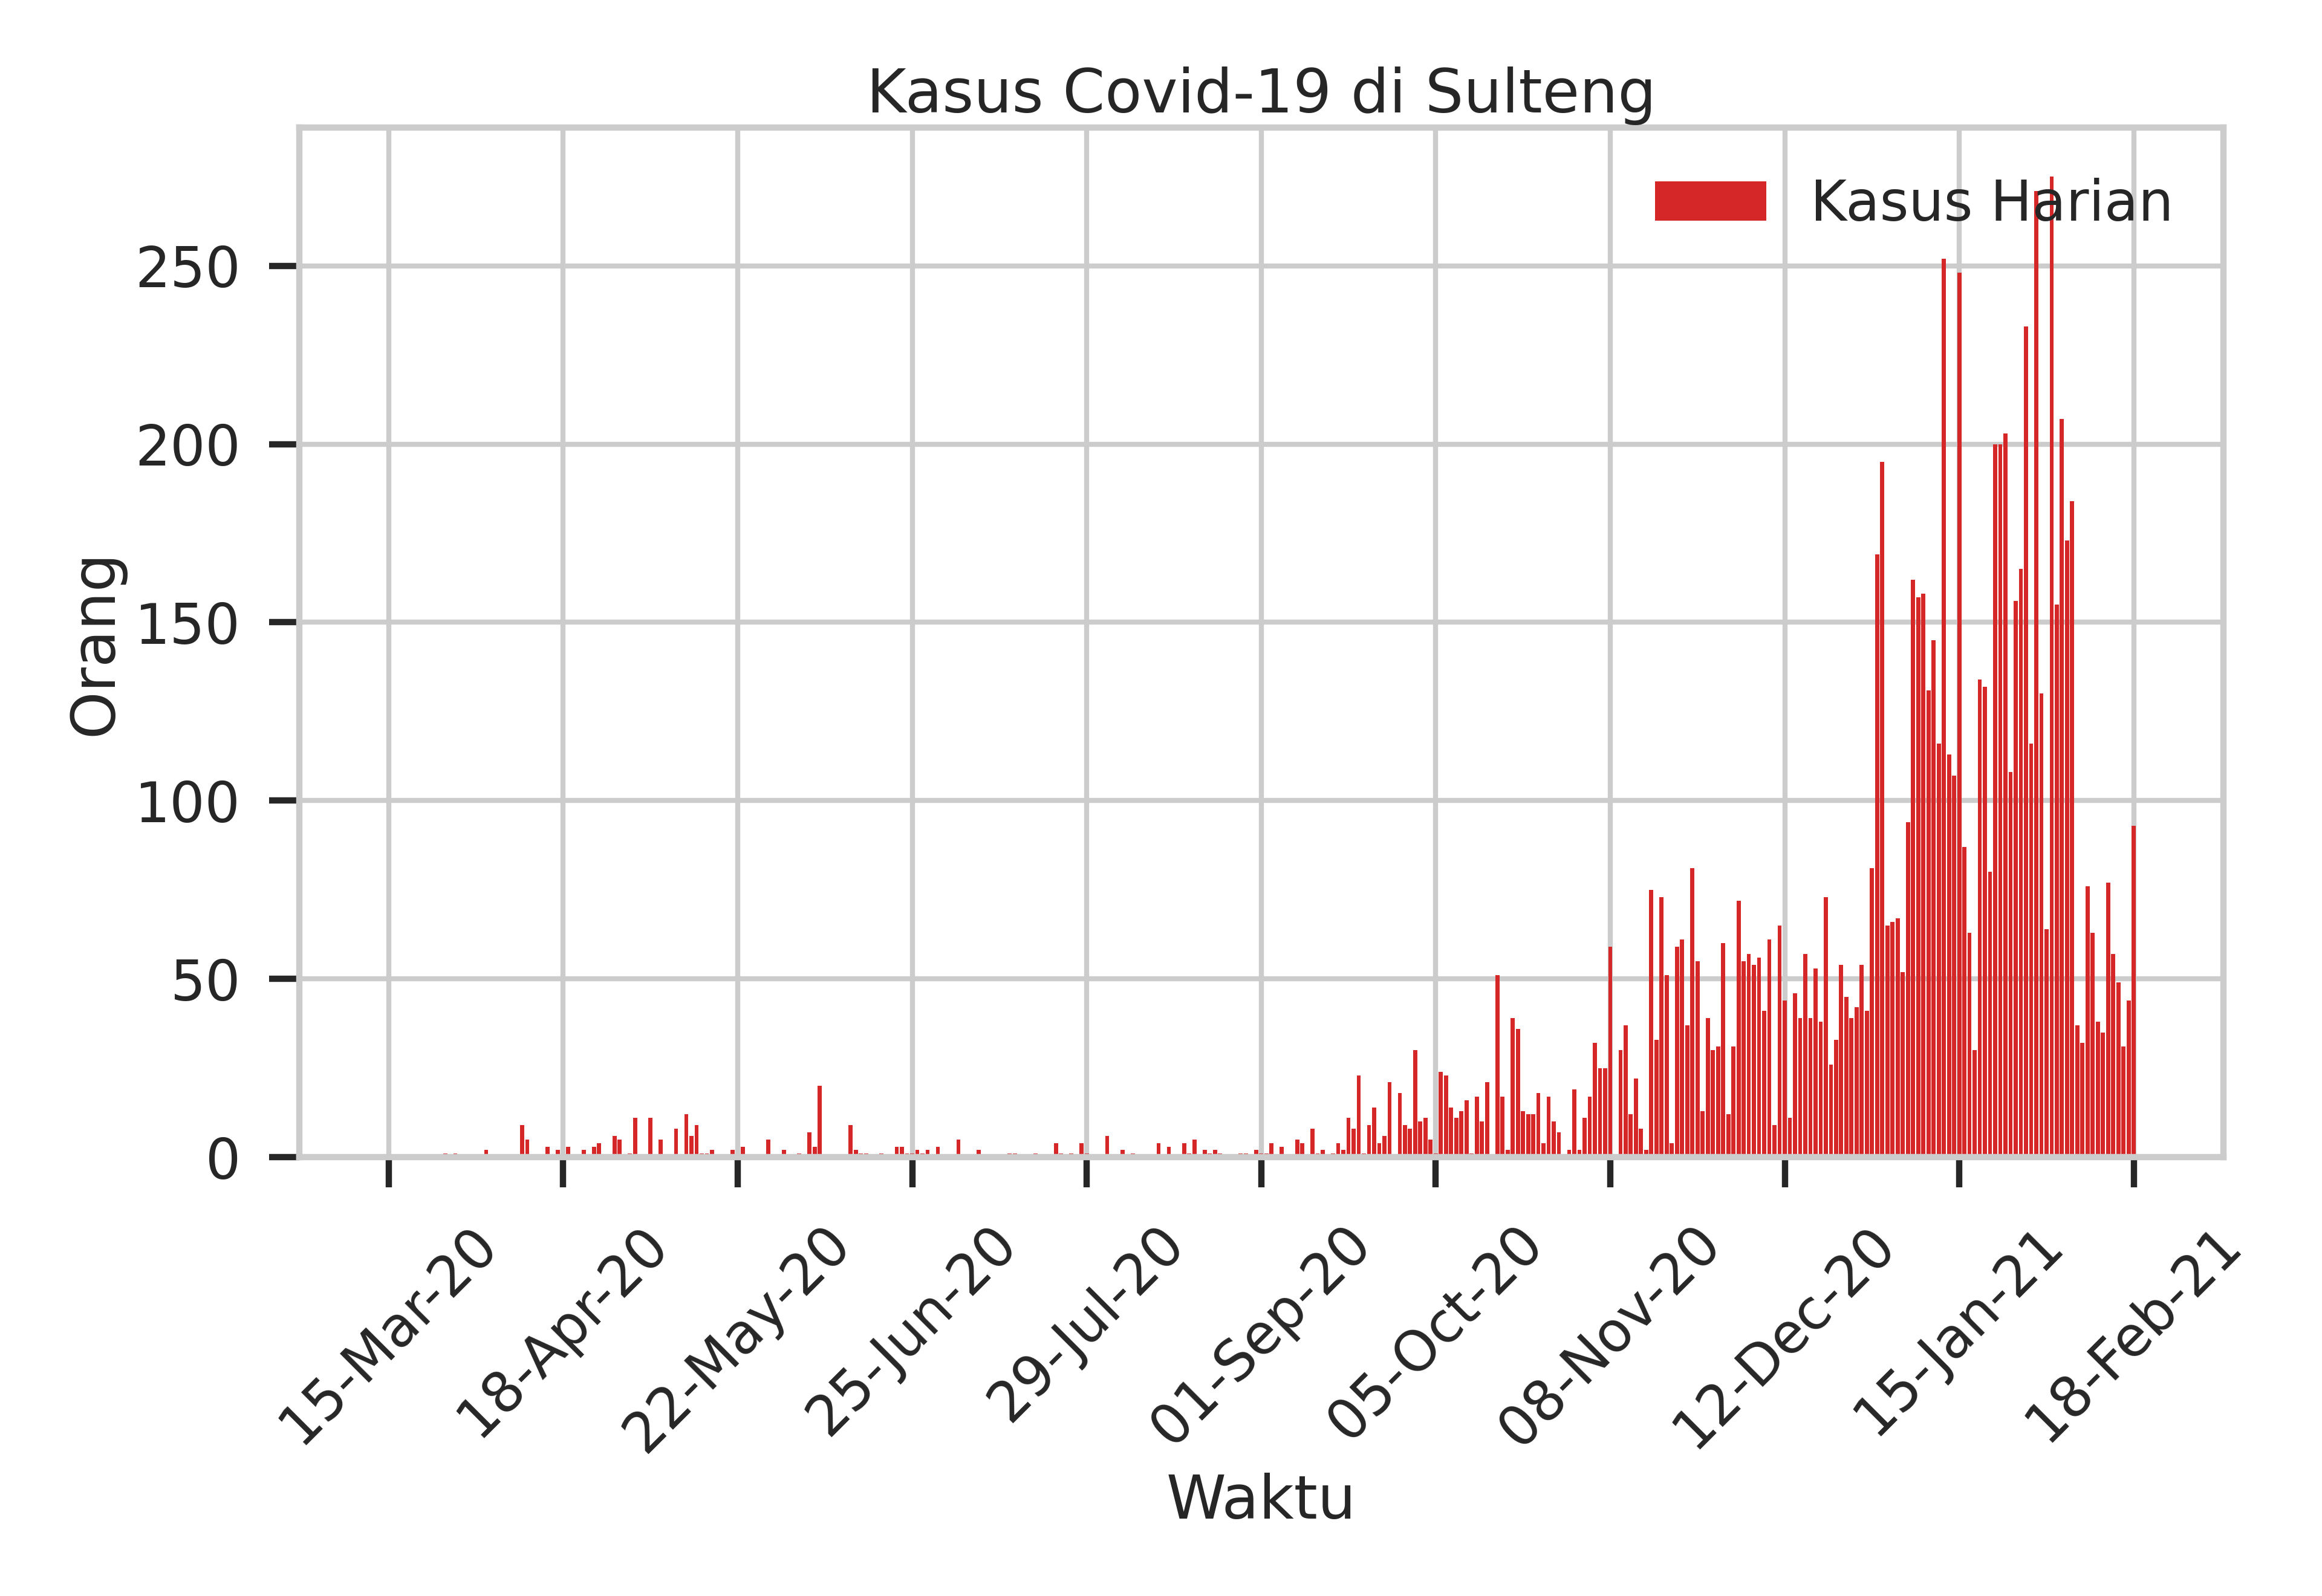 Kasus Covid-19 di Sulteng
Kasus Harian
250
200
150
100
50
0
Orang
15-Mar-20
18-Apr-20
22-May-20
25-Jun-20
29-Jul-20
01-Sep-20
05-Oct-20
08-Nov-20
12-Dec-20
15-Jan-21
18-Feb-21
Waktu